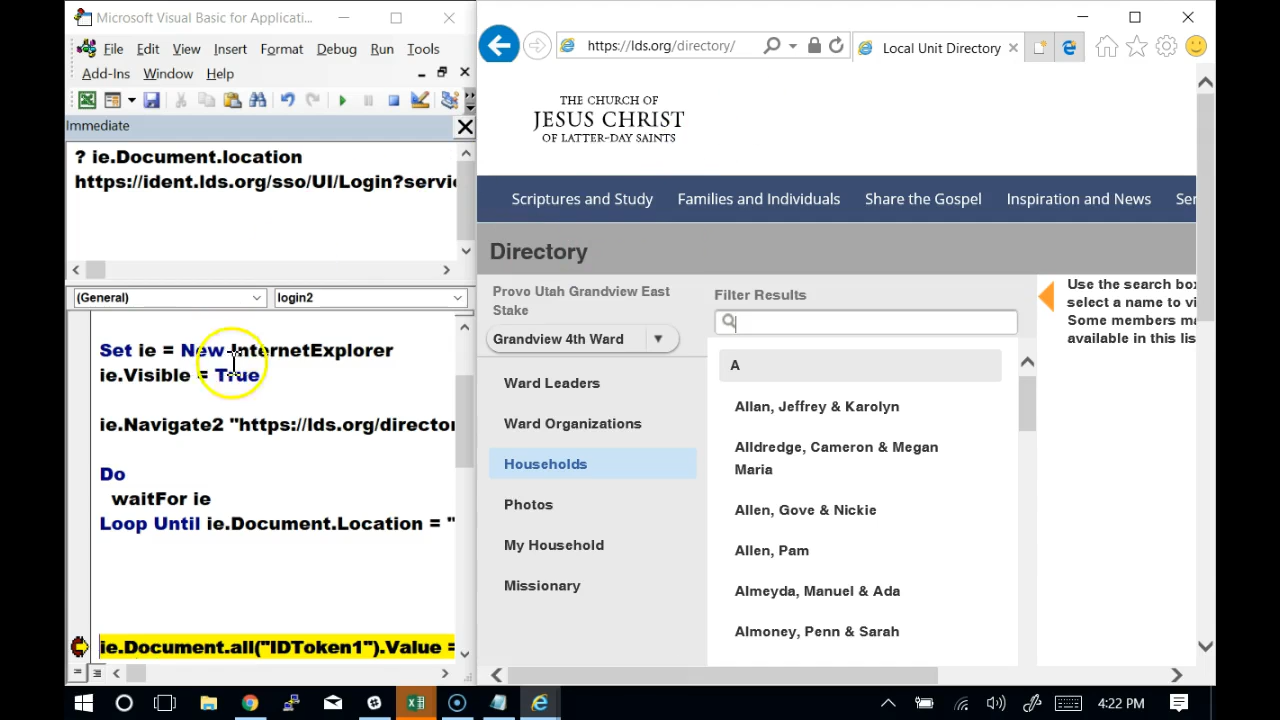 Microsoft Visual Basic for Applicati...
File Edit View Insert Format Debug Run Tools
Add-Ins Window Help
Immediate
? ie.Document.location
https://ident.lds.org/sso/UI/Login?servi
(General) login2
Set ie = New InternetExplorer
ie.Visible = True
ie.Navigate2 "https://lds.org/director
Do
waitFor ie
Loop Until ie.Document.Location = "
ie.Document.all("IDToken1").Value =
https://lds.org/directory/
Local Unit Directory
THE CHURCH OF
JESUS CHRIST
OF LATTER-DAY SAINTS
Scriptures and Study Families and Individuals Share the Gospel Inspiration and News Ser
Directory
Provo Utah Grandview East
Stake
Grandview 4th Ward
Ward Leaders
Ward Organizations
Households
Photos
My Household
Missionary
Filter Results
A
Allan, Jeffrey & Karolyn
Alldredge, Cameron & Megan
Maria
Allen, Gove & Nickie
Allen, Pam
Almeyda, Manuel & Ada
Almoney, Penn & Sarah
Use the search box
select a name to vi
Some members ma
available in this lis
4:22 PM